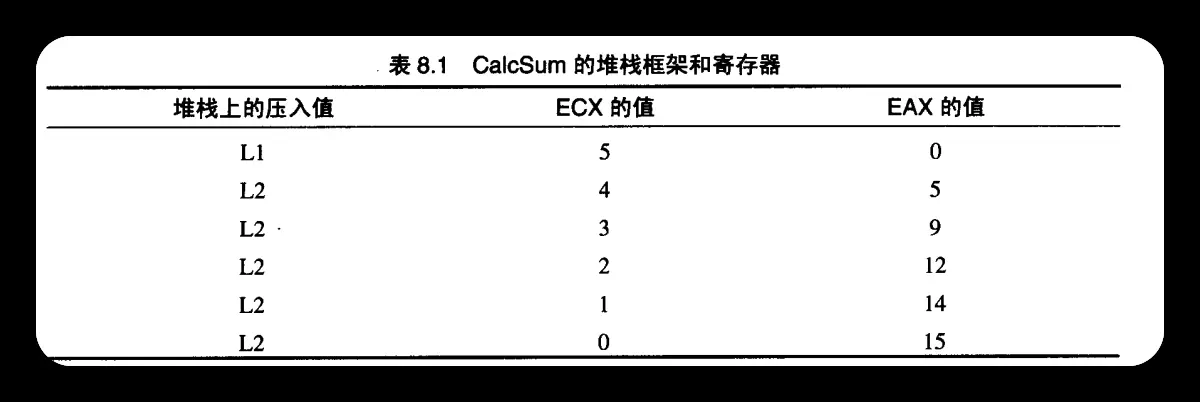 表 8.1 CalcSum 的堆栈框架和寄存器
堆栈上的压入值 ECX 的值 EAX 的值
L1 5 0
L2 4 5
L2 3 9
L2 2 12
L2 1 14
L2 0 15